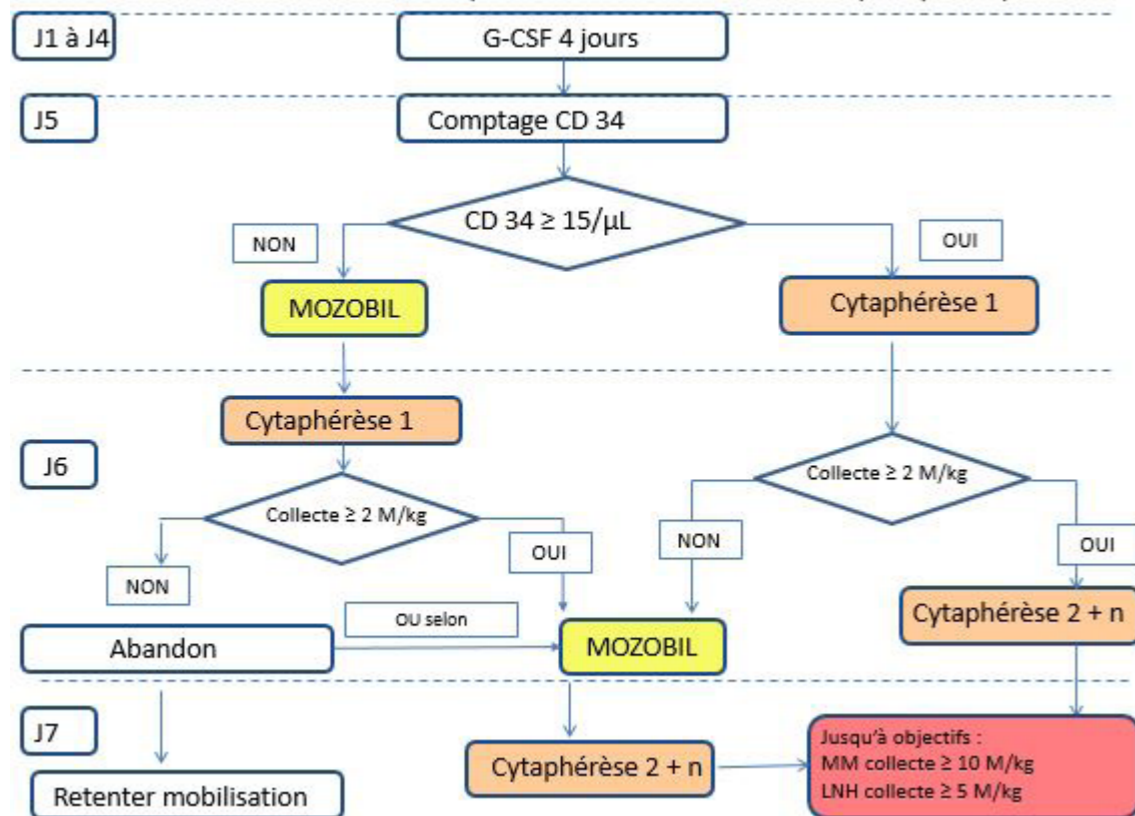 J1 à J4
G-CSF 4 jours
J5
Comptage CD 34
CD 34 ≥ 15/µL
NON
OUI
MOZOBIL
Cytaphérèse 1
Cytaphérèse 1
J6
Collecte ≥ 2 M/kg
Collecte ≥ 2 M/kg
NON
OUI
NON
OUI
Abandon
OU selon
MOZOBIL
Cytaphérèse 2 + n
J7
Retenter mobilisation
Cytaphérèse 2 + n
Jusqu'à objectifs :
MM collecte ≥ 10 M/kg
LNH collecte ≥ 5 M/kg